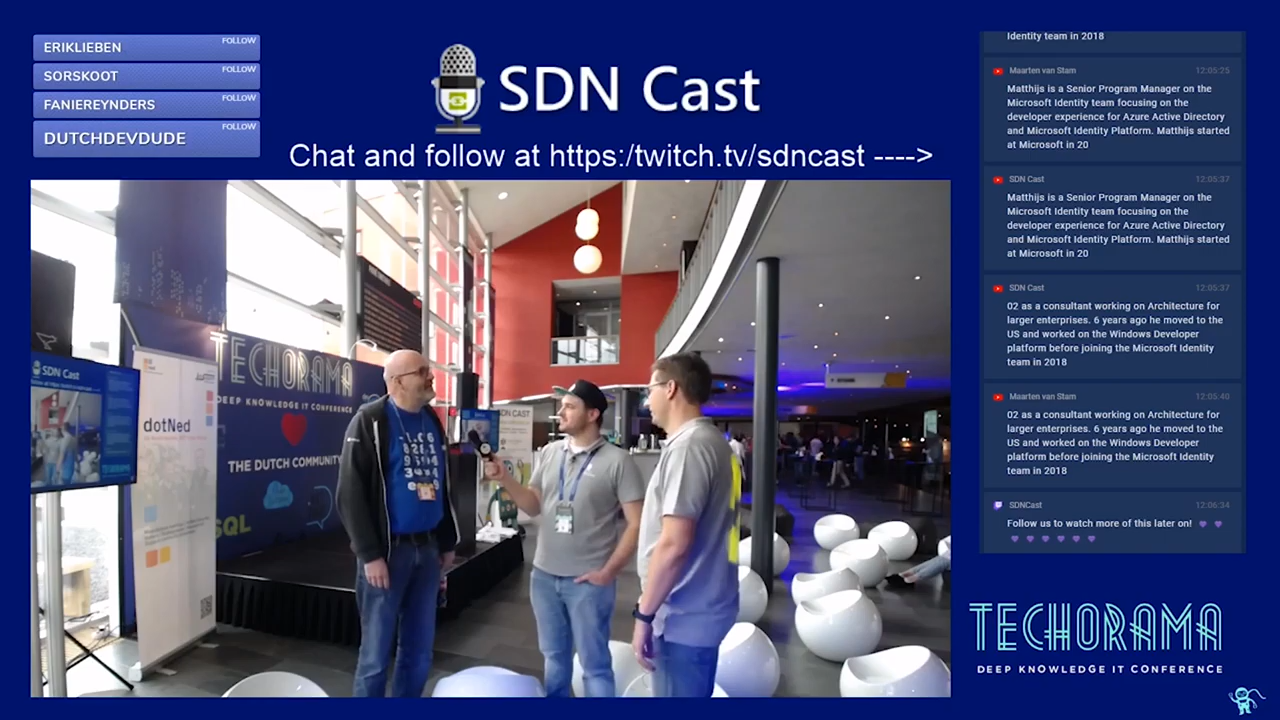 ERIKLIEBEN
FOLLOW
SORSKOOT
FOLLOW
FANIEREYNDERS
FOLLOW
DUTCHDEVDUDE
FOLLOW
SDN Cast
Chat and follow at https:/twitch.tv/sdncast ---->
Identity team in 2018
Maarten van Stam 12:05:25
Matthijs is a Senior Program Manager on the
Microsoft Identity team focusing on the
developer experience for Azure Active Directory
and Microsoft Identity Platform. Matthijs started
at Microsoft in 20
SDN Cast 12:05:37
Matthijs is a Senior Program Manager on the
Microsoft Identity team focusing on the
developer experience for Azure Active Directory
and Microsoft Identity Platform. Matthijs started
at Microsoft in 20
SDN Cast 12:05:37
02 as a consultant working on Architecture for
larger enterprises. 6 years ago he moved to the
US and worked on the Windows Developer
platform before joining the Microsoft Identity
team in 2018
Maarten van Stam 12:05:40
02 as a consultant working on Architecture for
larger enterprises. 6 years ago he moved to the
US and worked on the Windows Developer
platform before joining the Microsoft Identity
team in 2018
SDNCast 12:06:34
Follow us to watch more of this later on!
TECHORAMA
DEEP KNOWLEDGE IT CONFERENCE
SDN Cast
dotNed
TECHORAMA
DEEP KNOWLEDGE IT CONFERENCE
THE DUTCH COMMUNITY
SQL
SDN CAST